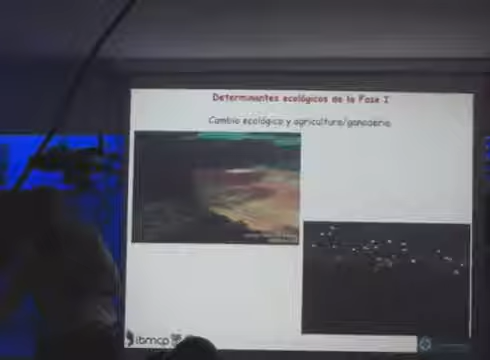 Determinantes ecológicos de la Fase I
Cambio ecológico y agricultura/ganadería
ibmcp